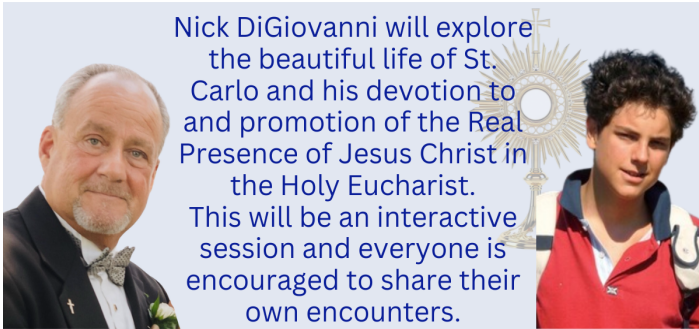 Nick DiGiovanni will explore
the beautiful life of St.
Carlo and his devotion to
and promotion of the Real
Presence of Jesus Christ in
the Holy Eucharist.
This will be an interactive
session and everyone is
encouraged to share their
own encounters.